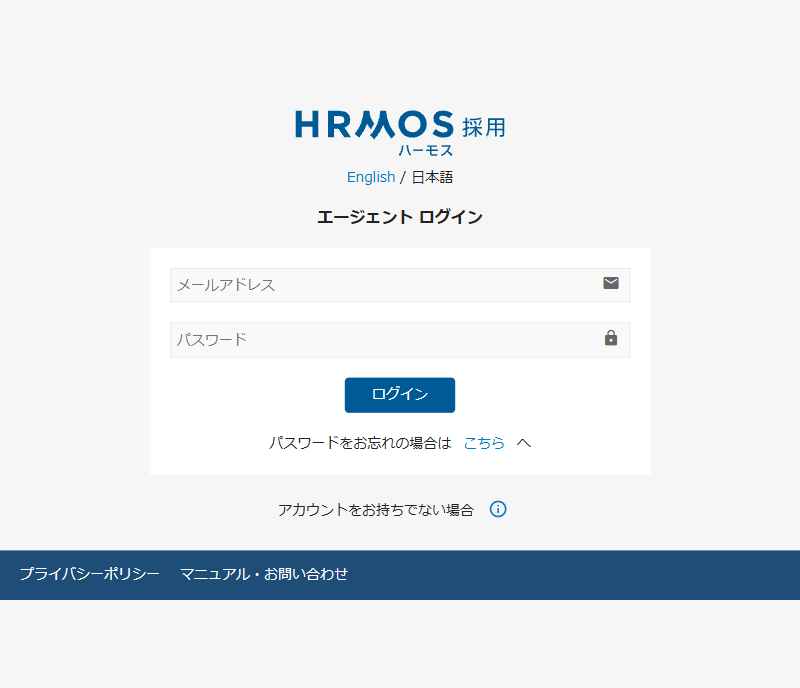 HRMOS 採用
ハーモス
English / 日本語
エージェント ログイン
メールアドレス
パスワード
ログイン
パスワードをお忘れの場合は こちら へ
アカウントをお持ちでない場合
プライバシーポリシー マニュアル・お問い合わせ